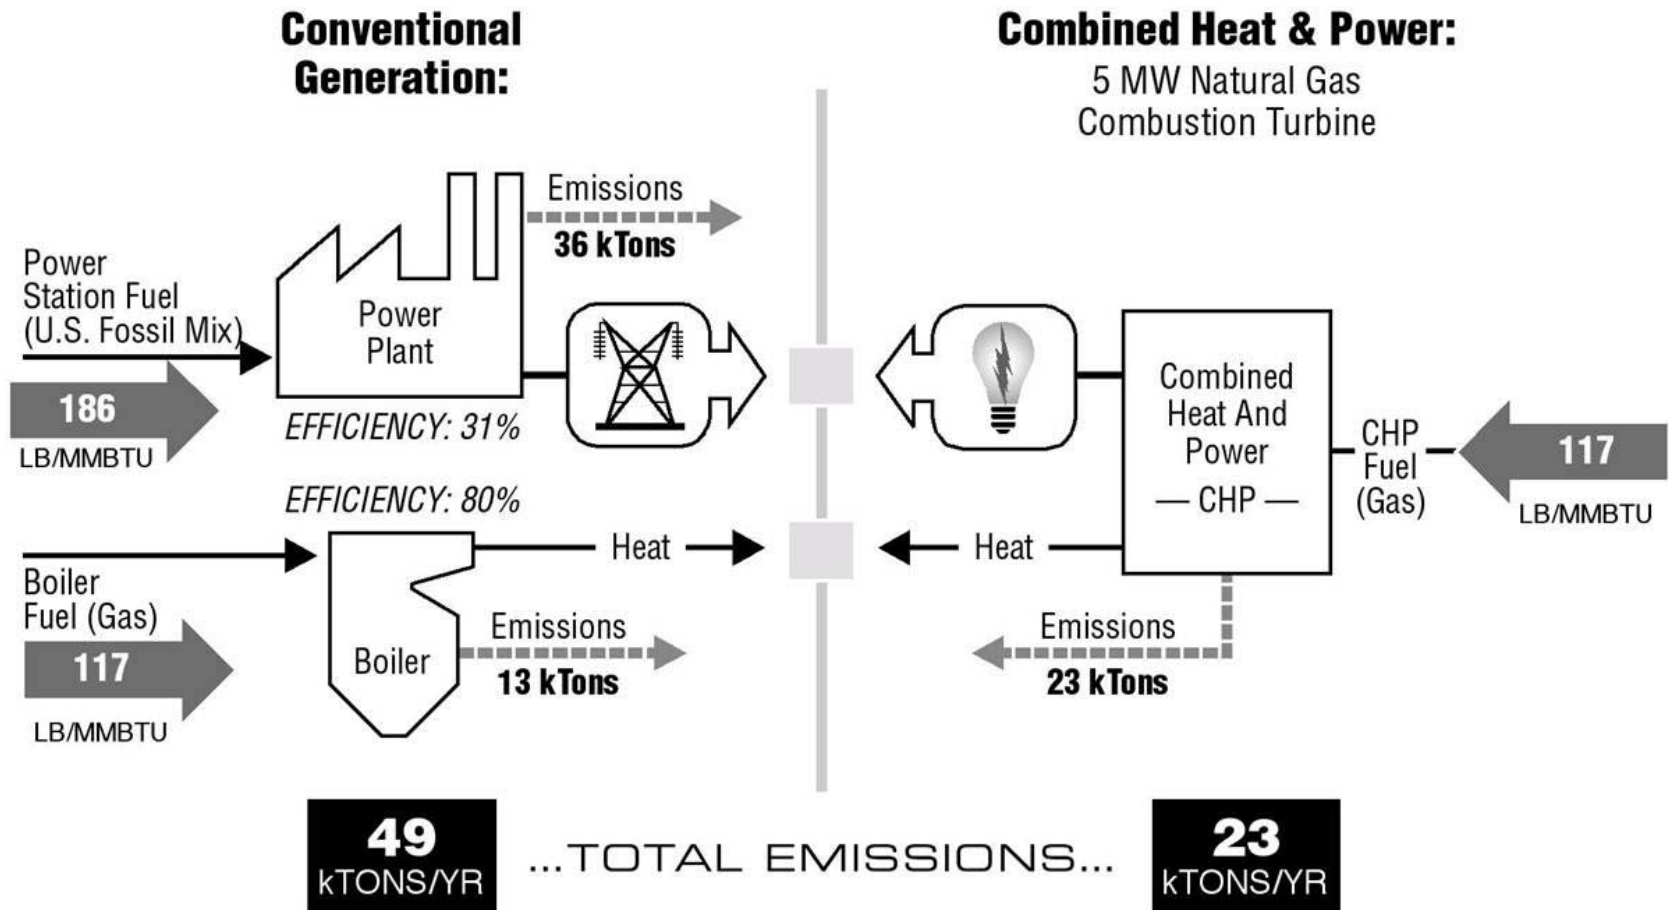 Conventional
Generation:
Combined Heat & Power:
5 MW Natural Gas
Combustion Turbine
Emissions
36 kTons
Power
Station Fuel
(U.S. Fossil Mix)
186
LB/MMBTU
Power
Plant
EFFICIENCY: 31%
EFFICIENCY: 80%
Boiler
Fuel (Gas)
117
LB/MMBTU
Boiler
Heat
Emissions
13 kTons
Heat
Emissions
23 kTons
Combined
Heat And
Power
— CHP —
CHP
Fuel
(Gas)
117
LB/MMBTU
49
kTONS/YR
...TOTAL EMISSIONS...
23
kTONS/YR